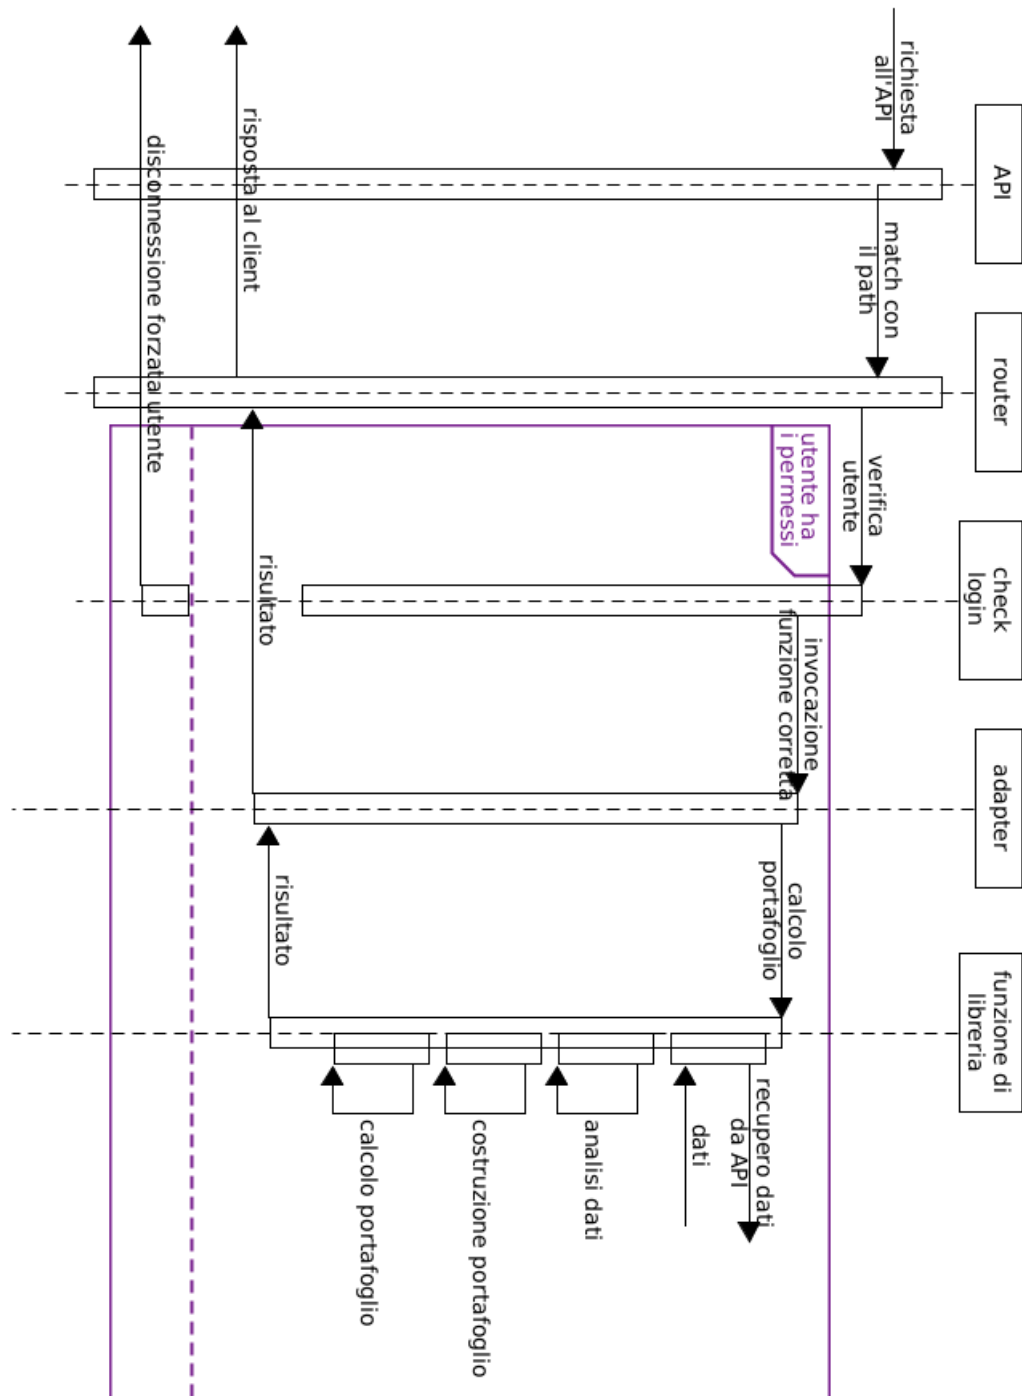 API
router
check
login
adapter
funzione di
libreria
richiesta
all'API
match con
il path
verifica
utente
utente ha
i permessi
invocazione
funzione corretta
calcolo
portafoglio
recupero dati
da API
dati
analisi dati
costruzione portafoglio
calcolo portafoglio
risultato
risultato
risposta al client
disconnessione forzata utente